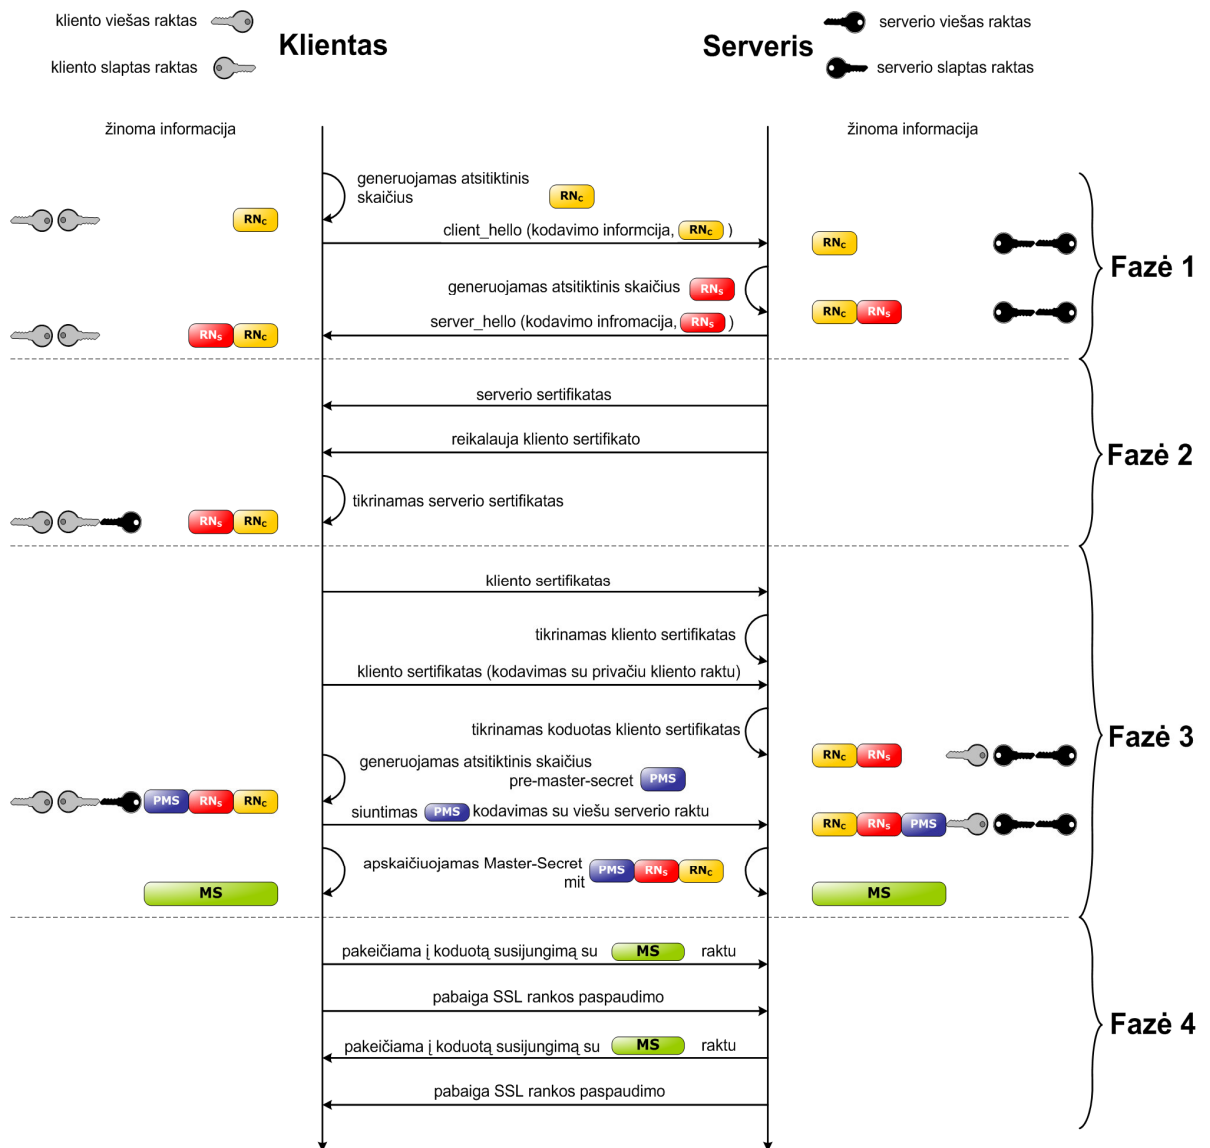 kliento viešas raktas
Klientas
Serveris
serverio viešas raktas
kliento slaptas raktas
serverio slaptas raktas
žinoma informacija
žinoma informacija
generuojamas atsitiktinis
skaičius
RNC
RNC
client_hello (kodavimo informcija, RNC )
RNC
Fazė 1
generuojamas atsitiktinis skaičius RNS
RNC RNS
server_hello (kodavimo infromacija, RNS )
RNS RNC
serverio sertifikatas
reikalauja kliento sertifikato
Fazė 2
tikrinamas serverio sertifikatas
RNS RNC
kliento sertifikatas
tikrinamas kliento sertifikatas
kliento sertifikatas (kodavimas su privačiu kliento raktu)
tikrinamas koduotas kliento sertifikatas
Fazė 3
RNC RNS
generuojamas atsitiktinis skaičius
pre-master-secret PMS
PMS RNS RNC
siuntimas PMS kodavimas su viešu serverio raktu
RNC RNS PMS
apskaičiuojamas Master-Secret
mit PMS RNS RNC
MS
MS
pakeičiama į koduotą susijungimą su MS raktu
pabaiga SSL rankos paspaudimo
Fazė 4
pakeičiama į koduotą susijungimą su MS raktu
pabaiga SSL rankos paspaudimo